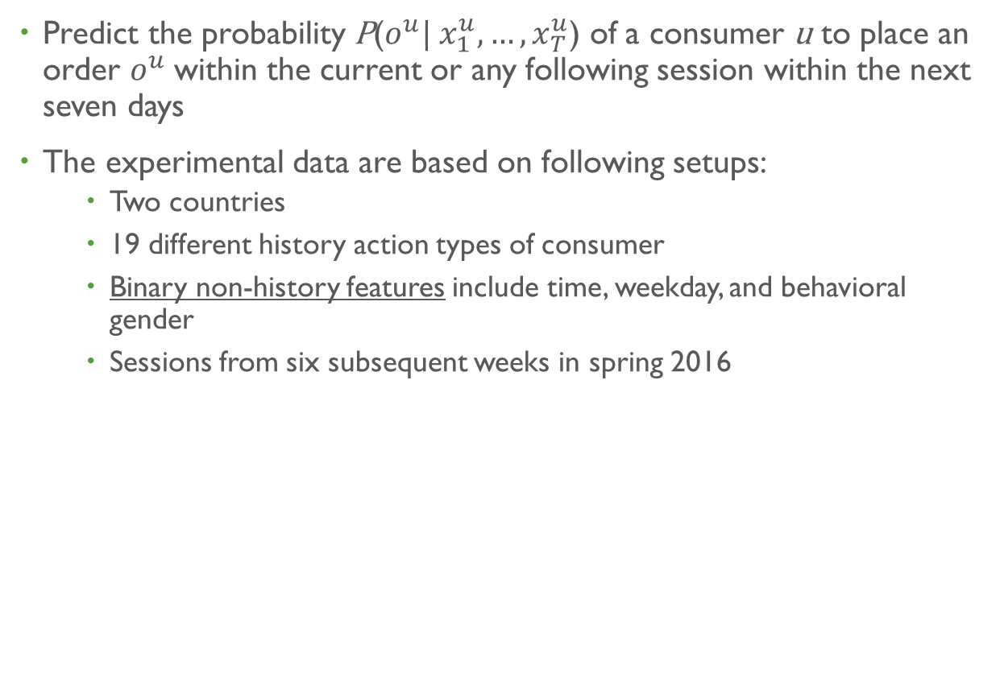 • Predict the probability P(o^u | x_1^u, ... , x_T^u) of a consumer u to place an
order o^u within the current or any following session within the next
seven days
• The experimental data are based on following setups:
• Two countries
• 19 different history action types of consumer
• Binary non-history features include time, weekday, and behavioral
gender
• Sessions from six subsequent weeks in spring 2016